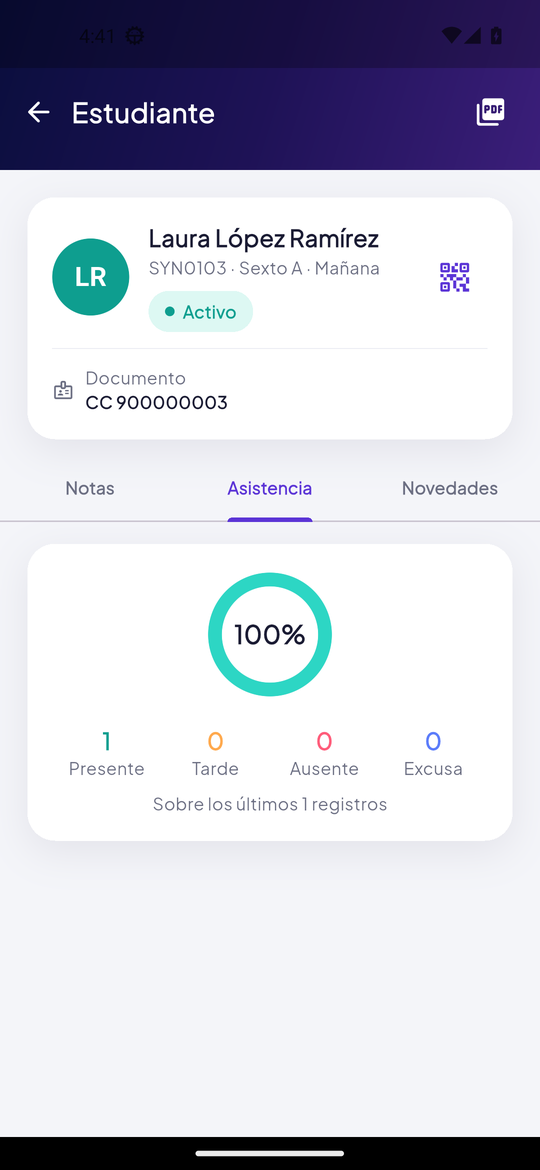 4:41
Estudiante
PDF
LR
Laura López Ramírez
SYN0103 · Sexto A · Mañana
Activo
Documento
CC 900000003
Notas
Asistencia
Novedades
100%
1
0
0
0
Presente
Tarde
Ausente
Excusa
Sobre los últimos 1 registros